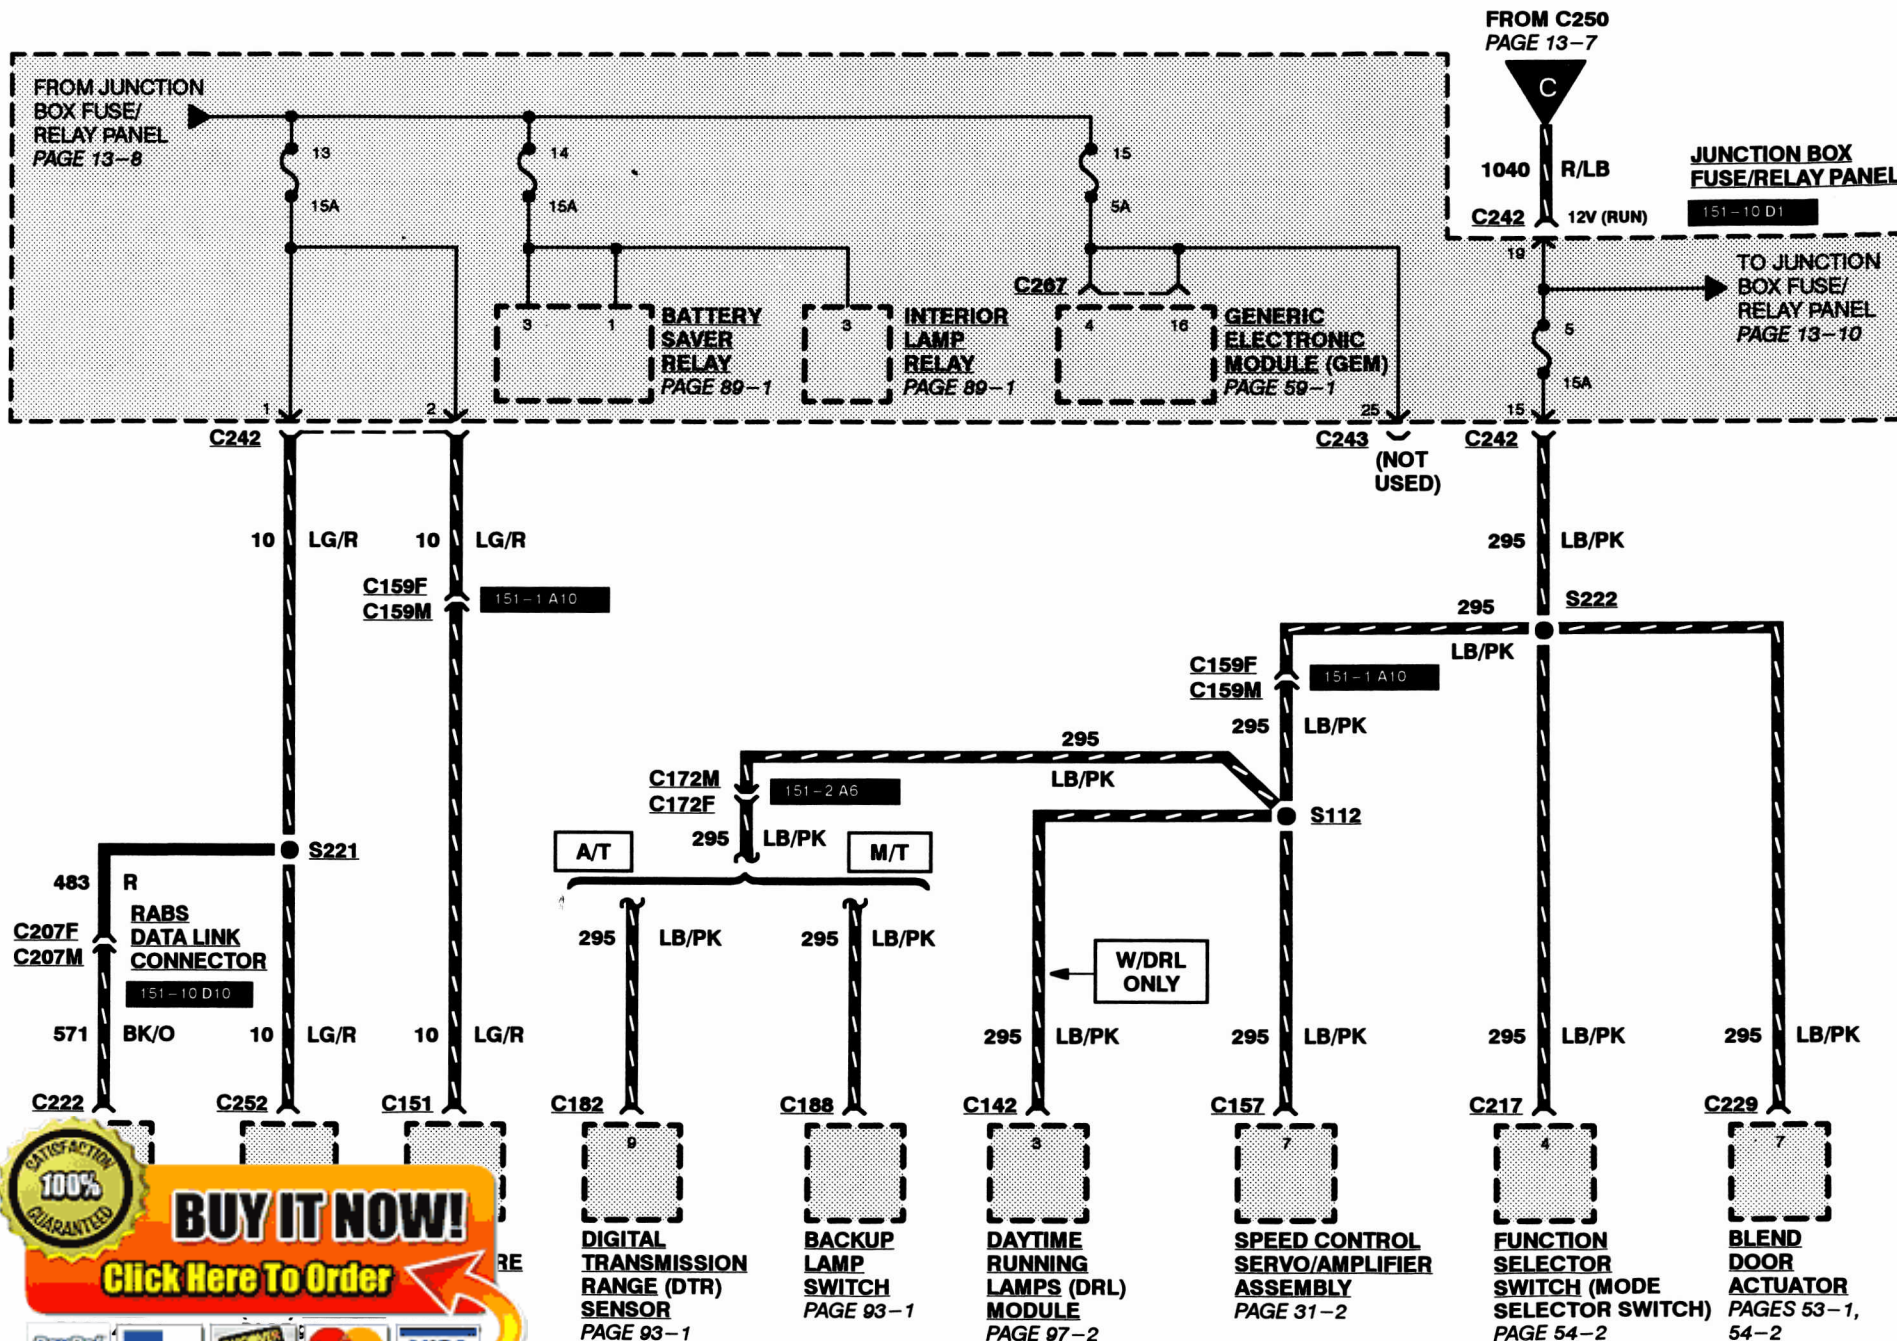 FROM C250
PAGE 13-7
C
FROM JUNCTION
BOX FUSE/
RELAY PANEL
PAGE 13-8
13
15A
14
15A
15
5A
1040 R/LB
C242 12V (RUN)
JUNCTION BOX
FUSE/RELAY PANEL
151-10 D1
19
TO JUNCTION
BOX FUSE/
RELAY PANEL
PAGE 13-10
5
15A
C267
3 1
BATTERY
SAVER
RELAY
PAGE 89-1
3
INTERIOR
LAMP
RELAY
PAGE 89-1
4 16
GENERIC
ELECTRONIC
MODULE (GEM)
PAGE 59-1
1 2 25 15
C242 C243 C242
(NOT
USED)
10 LG/R 10 LG/R 295 LB/PK
C159F
C159M
151-1 A10
S222
295
LB/PK
C159F
C159M
151-1 A10
295 LB/PK
295
LB/PK
C172M
C172F
151-2 A6
295 LB/PK
S112
A/T M/T
S221
483 R
C207F
C207M
RABS
DATA LINK
CONNECTOR
151-10 D10
295 LB/PK 295 LB/PK
W/DRL
ONLY
571 BK/O 10 LG/R 10 LG/R 295 LB/PK 295 LB/PK 295 LB/PK 295 LB/PK
C222 C252 C151 C182 C188 C142 C157 C217 C229
9 3 7 4 7
SATISFACTION
100%
GUARANTEED
BUY IT NOW!
Click Here To Order
RE
DIGITAL
TRANSMISSION
RANGE (DTR)
SENSOR
PAGE 93-1
BACKUP
LAMP
SWITCH
PAGE 93-1
DAYTIME
RUNNING
LAMPS (DRL)
MODULE
PAGE 97-2
SPEED CONTROL
SERVO/AMPLIFIER
ASSEMBLY
PAGE 31-2
FUNCTION
SELECTOR
SWITCH (MODE
SELECTOR SWITCH)
PAGE 54-2
BLEND
DOOR
ACTUATOR
PAGES 53-1,
54-2